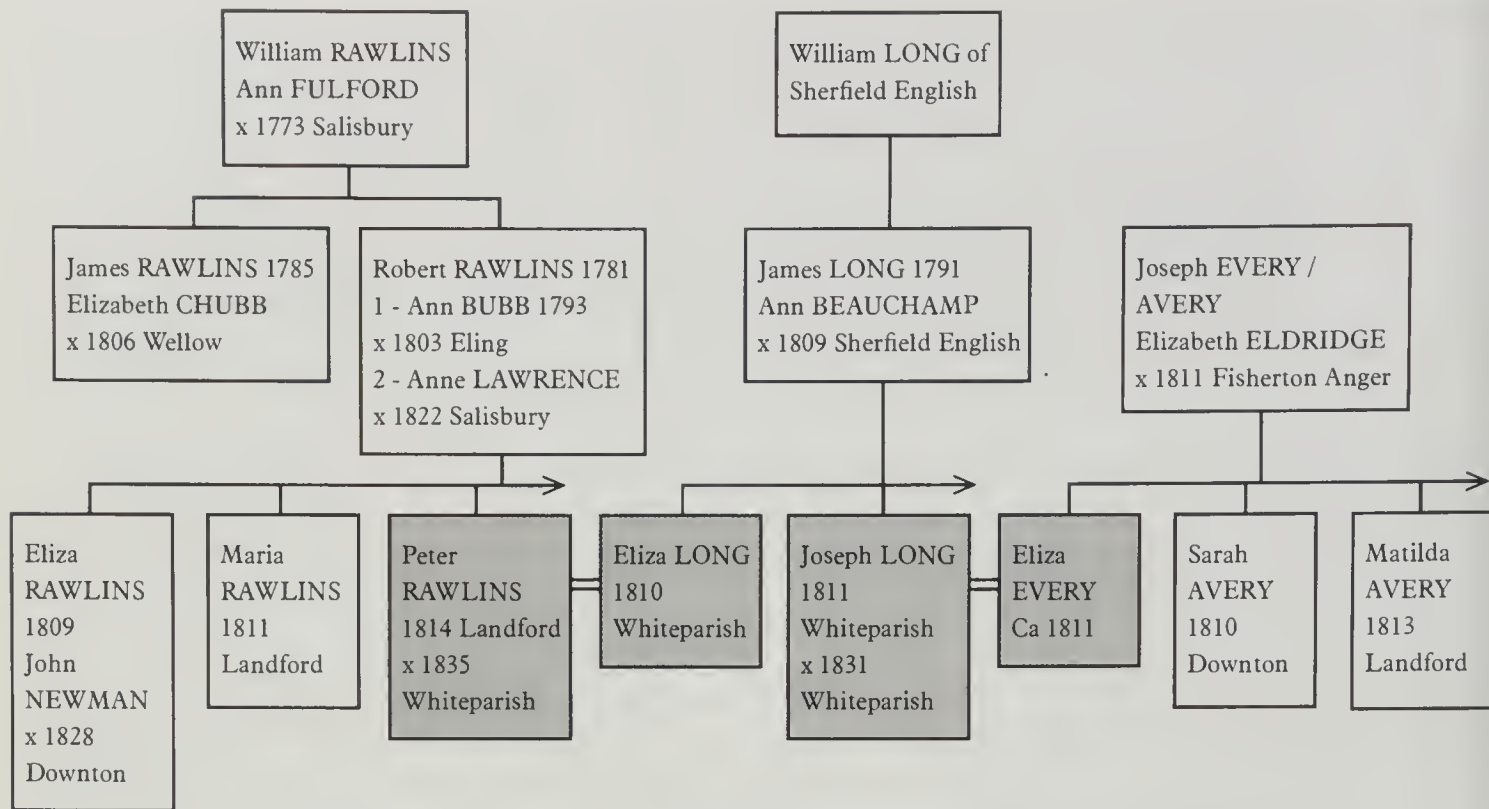 William RAWLINS
Ann FULFORD
x 1773 Salisbury
William LONG of
Sherfield English
James RAWLINS 1785
Elizabeth CHUBB
x 1806 Wellow
Robert RAWLINS 1781
1 - Ann BUBB 1793
x 1803 Eling
2 - Anne LAWRENCE
x 1822 Salisbury
James LONG 1791
Ann BEAUCHAMP
x 1809 Sherfield English
Joseph EVERY /
AVERY
Elizabeth ELDRIDGE
x 1811 Fisherton Anger
Eliza
RAWLINS
1809
John
NEWMAN
x 1828
Downton
Maria
RAWLINS
1811
Landford
Peter
RAWLINS
1814 Landford
x 1835
Whiteparish
Eliza LONG
1810
Whiteparish
Joseph LONG
1811
Whiteparish
x 1831
Whiteparish
Eliza
EVERY
Ca 1811
Sarah
AVERY
1810
Downton
Matilda
AVERY
1813
Landford